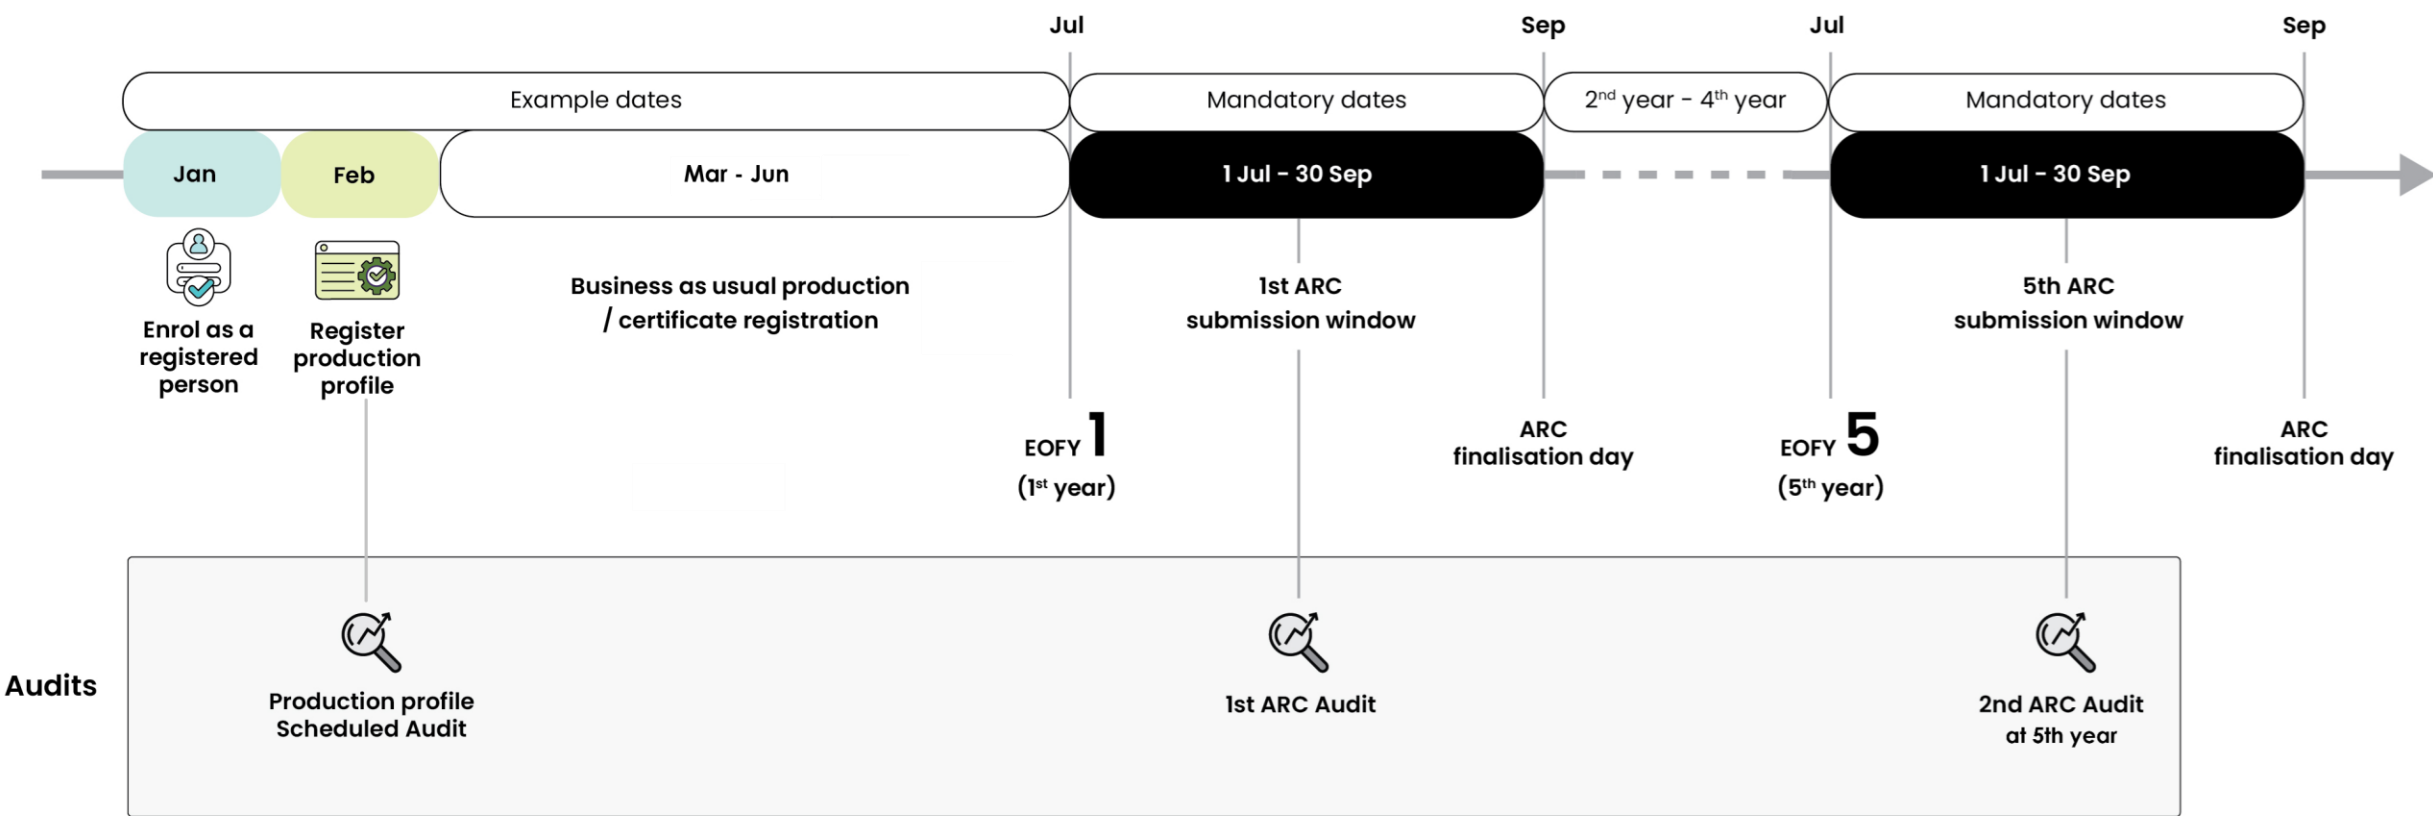 Jul
Sep
Jul
Sep
Example dates
Mandatory dates
2nd year - 4th year
Mandatory dates
Jan
Feb
Mar - Jun
1 Jul - 30 Sep
1 Jul - 30 Sep
Enrol as a
registered
person
Register
production
profile
Business as usual production
/ certificate registration
1st ARC
submission window
5th ARC
submission window
EOFY 1
(1st year)
ARC
finalisation day
EOFY 5
(5th year)
ARC
finalisation day
Audits
Production profile
Scheduled Audit
1st ARC Audit
2nd ARC Audit
at 5th year